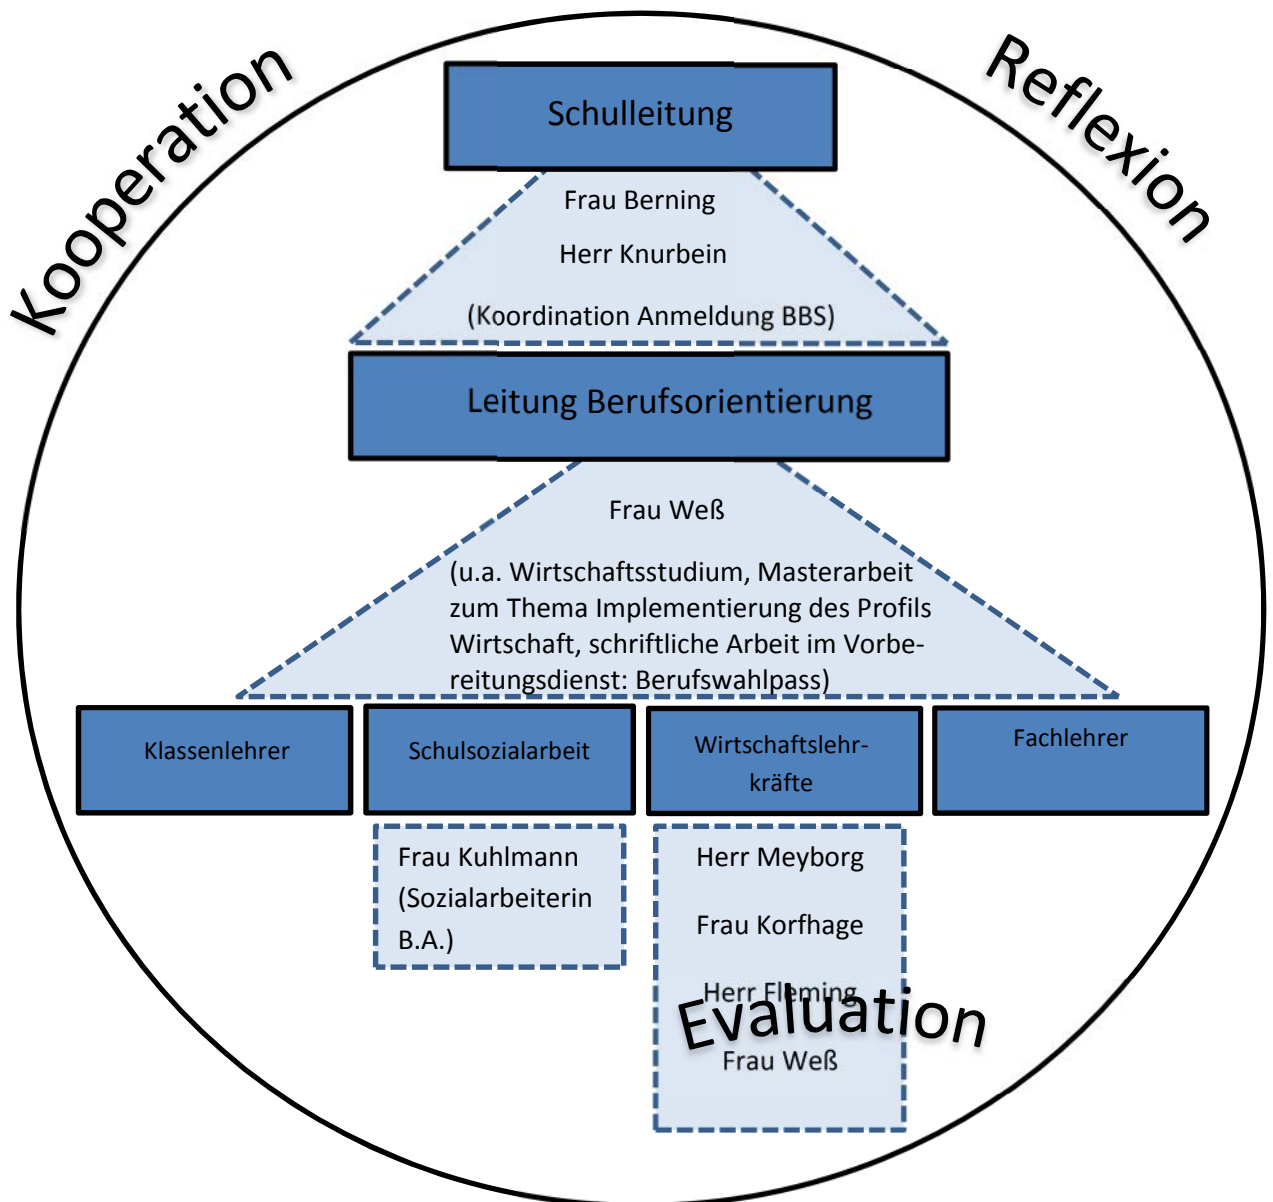 Kooperation
Reflexion
Schulleitung
Frau Berning
Herr Knurbein
(Koordination Anmeldung BBS)
Leitung Berufsorientierung
Frau Weß
(u.a. Wirtschaftsstudium, Masterarbeit
zum Thema Implementierung des Profils
Wirtschaft, schriftliche Arbeit im Vorbe-
reitungsdienst: Berufswahlpass)
Klassenlehrer
Schulsozialarbeit
Wirtschaftslehr-
kräfte
Fachlehrer
Frau Kuhlmann
(Sozialarbeiterin
B.A.)
Herr Meyborg
Frau Korfhage
Herr Fleming
Frau Weß
Evaluation